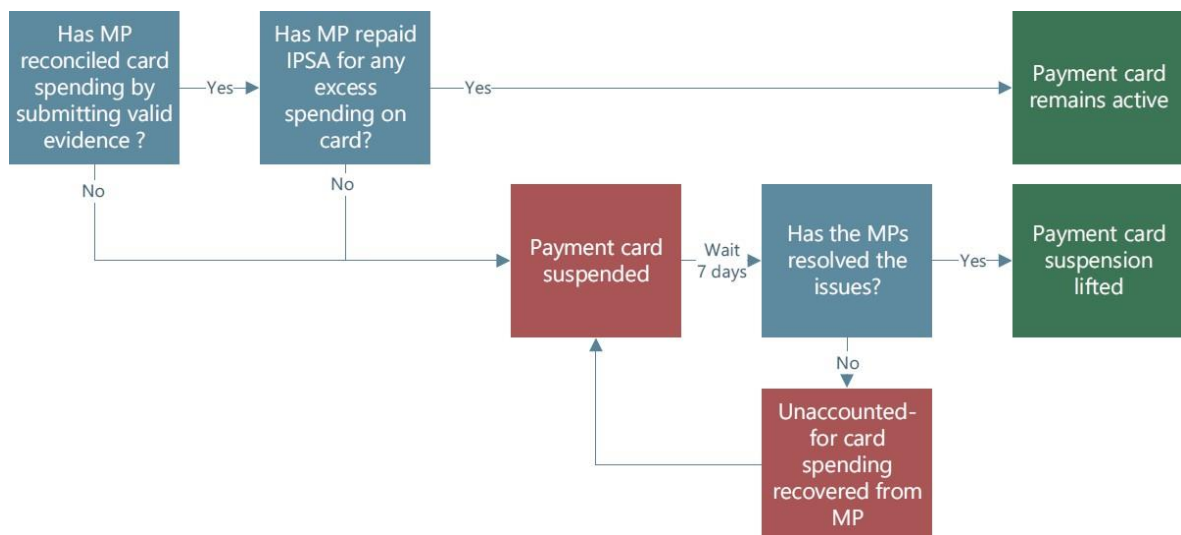 Has MP
reconciled card
spending by
submitting valid
evidence ?
Yes
Has MP repaid
IPSA for any
excess
spending on
card?
Yes
Payment card
remains active
No
No
Payment card
suspended
Wait
7 days
Has the MPs
resolved the
issues?
Yes
Payment card
suspension
lifted
No
Unaccounted-
for card
spending
recovered from
MP